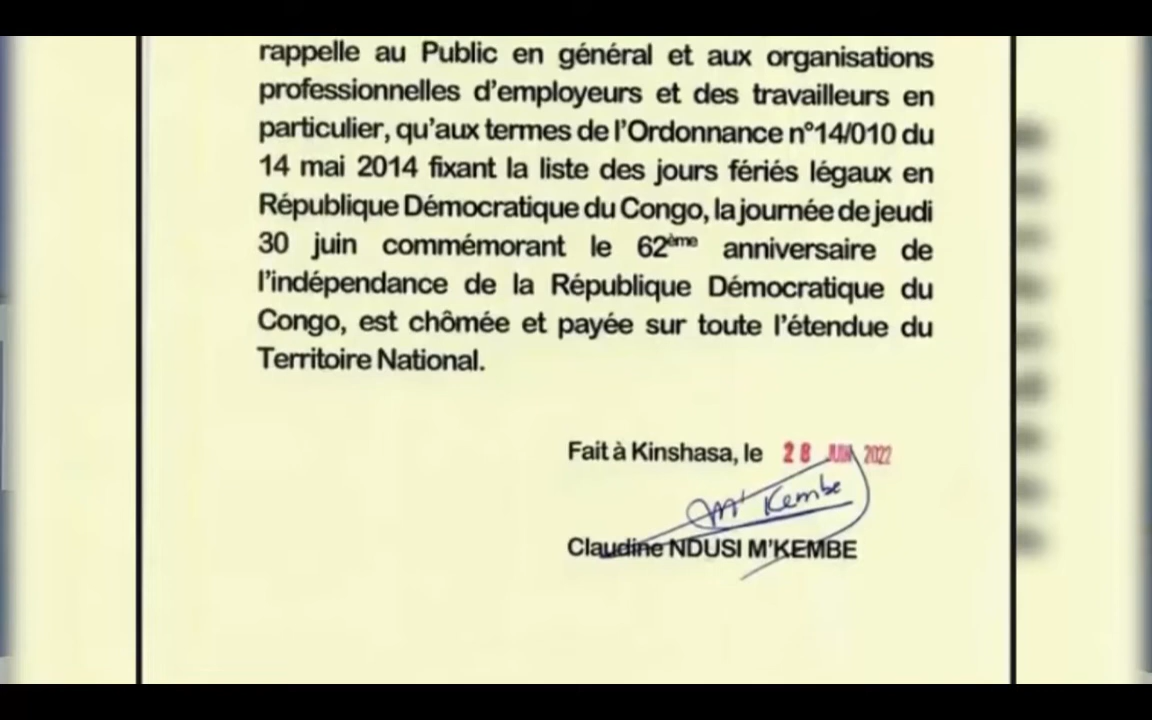 rappelle au Public en général et aux organisations
professionnelles d'employeurs et des travailleurs en
particulier, qu'aux termes de l'Ordonnance n°14/010 du
14 mai 2014 fixant la liste des jours fériés légaux en
République Démocratique du Congo, la journée de jeudi
30 juin commémorant le 62ème anniversaire de
l'indépendance de la République Démocratique du
Congo, est chômée et payée sur toute l'étendue du
Territoire National.
Fait à Kinshasa, le 28 JUIN 2022
M' Kembe
Claudine NDUSI M'KEMBE